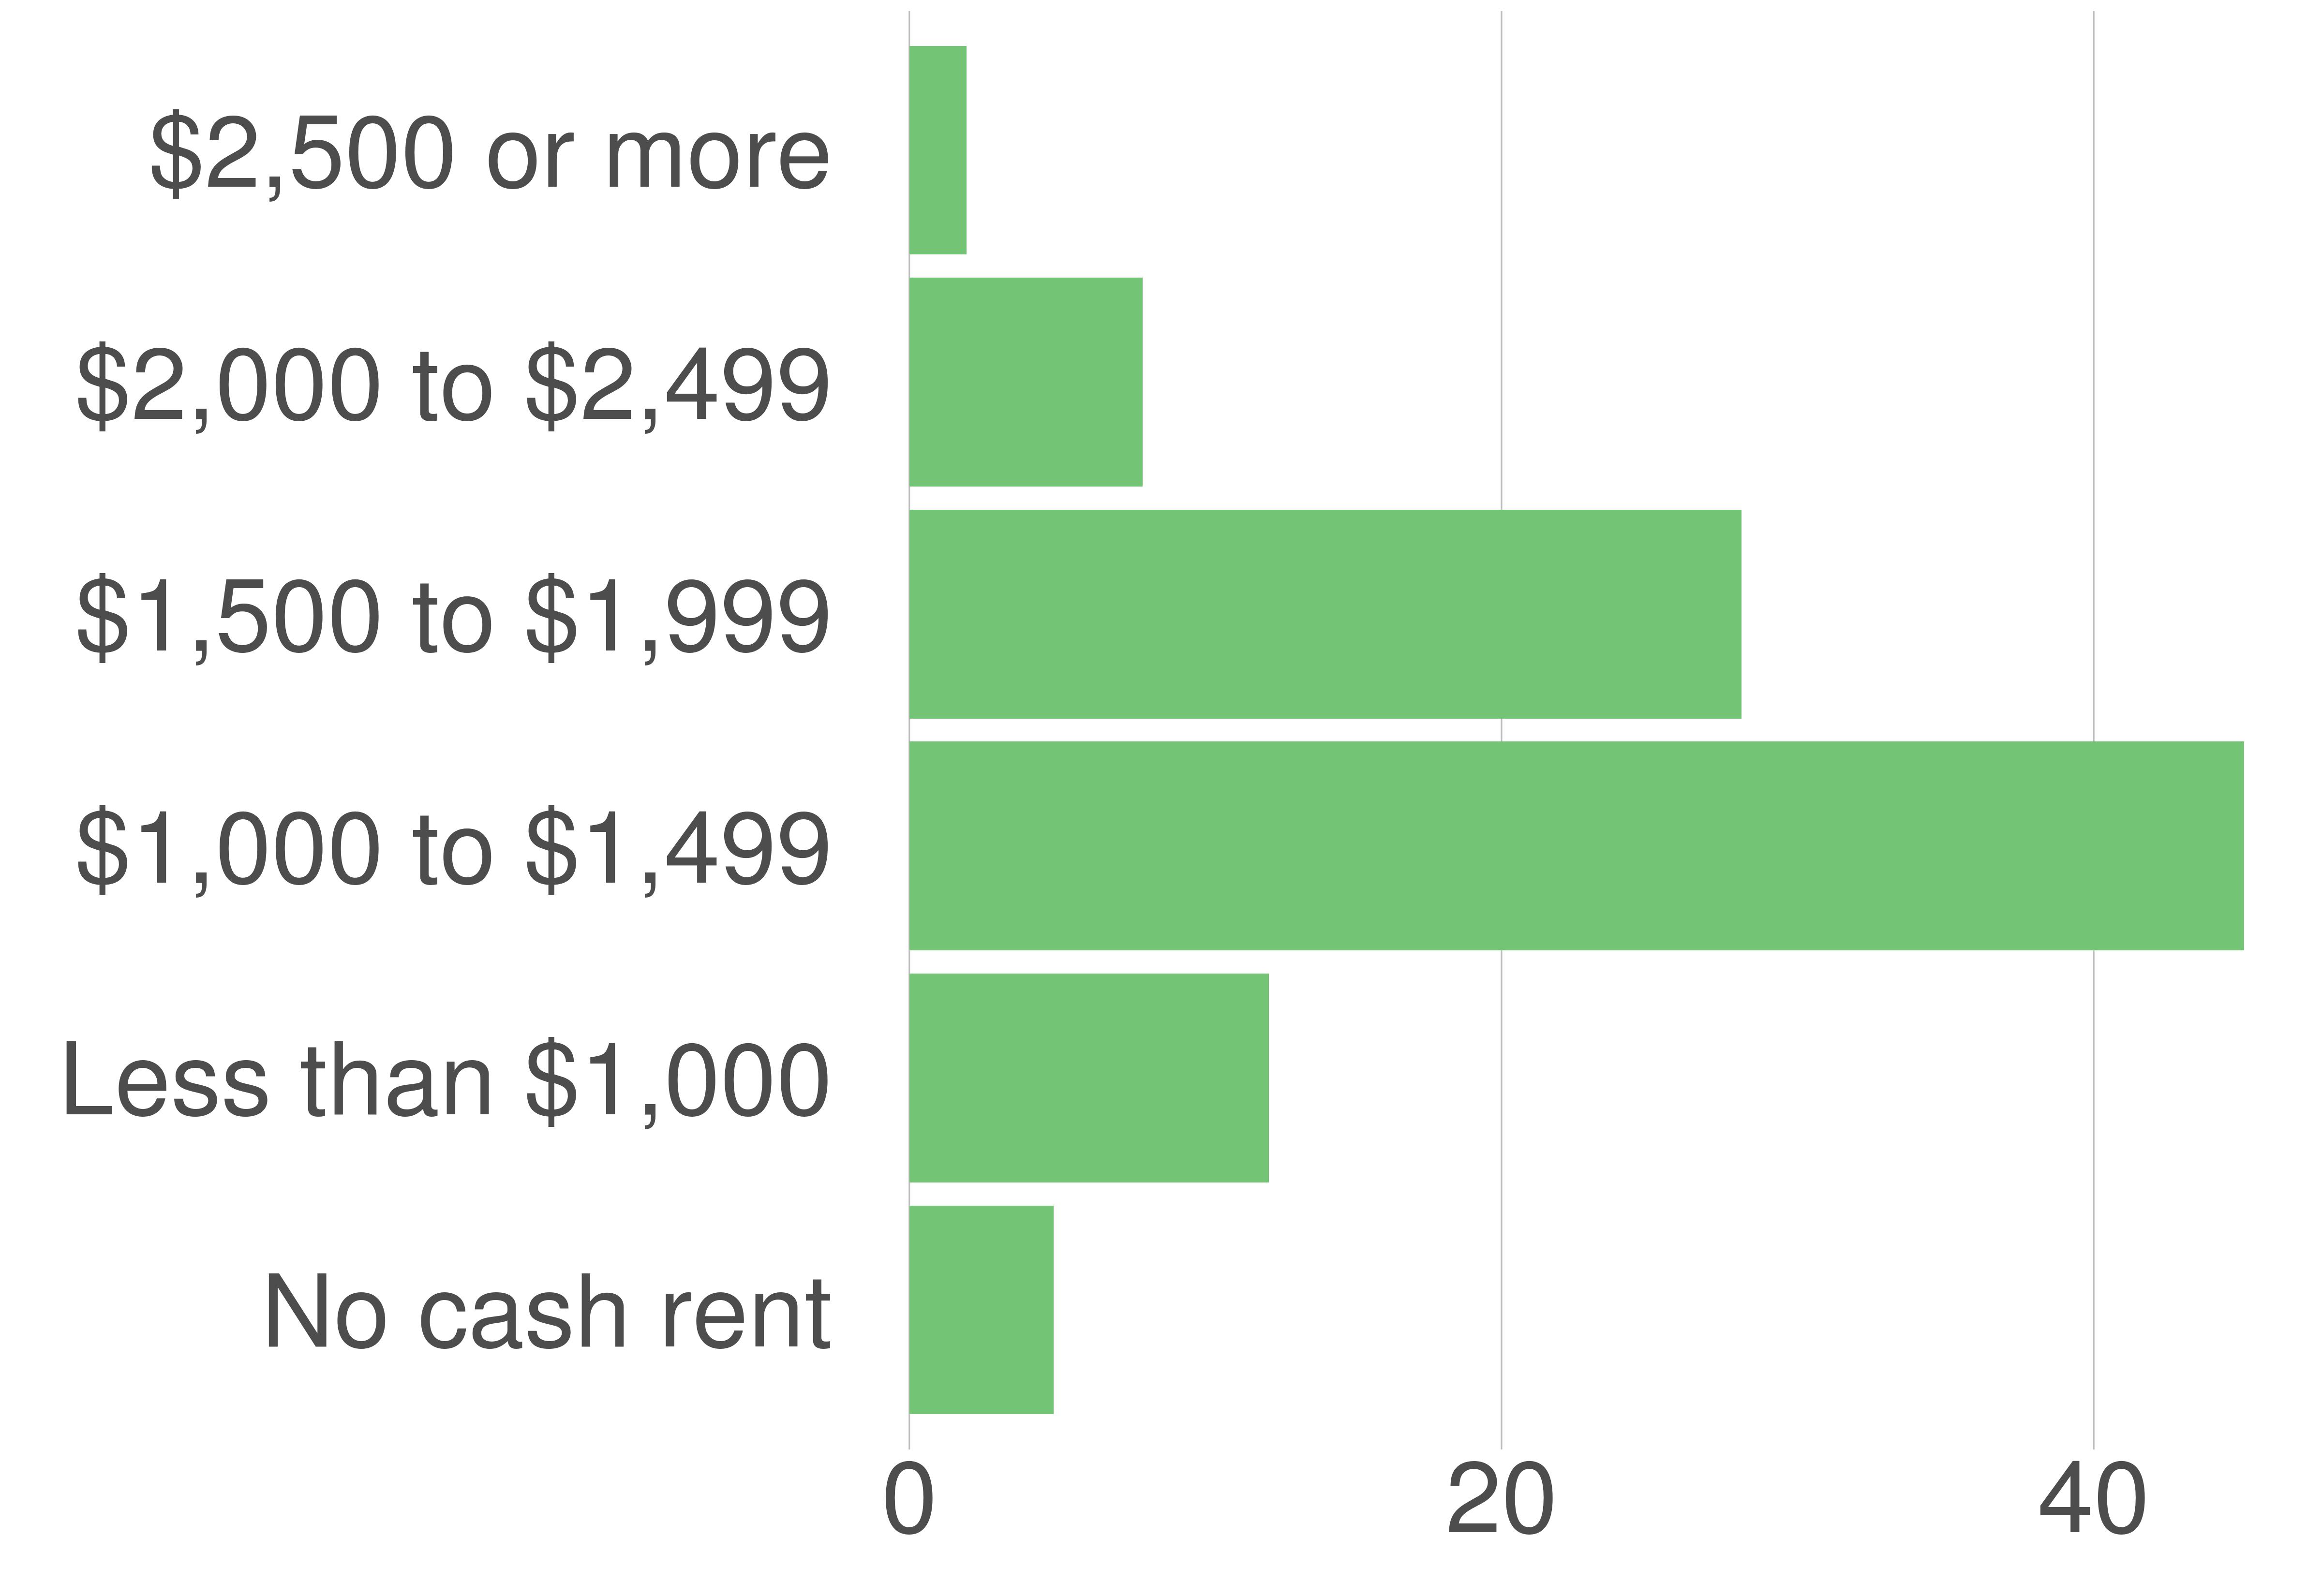 $2,500 or more
$2,000 to $2,499
$1,500 to $1,999
$1,000 to $1,499
Less than $1,000
No cash rent
0 20 40